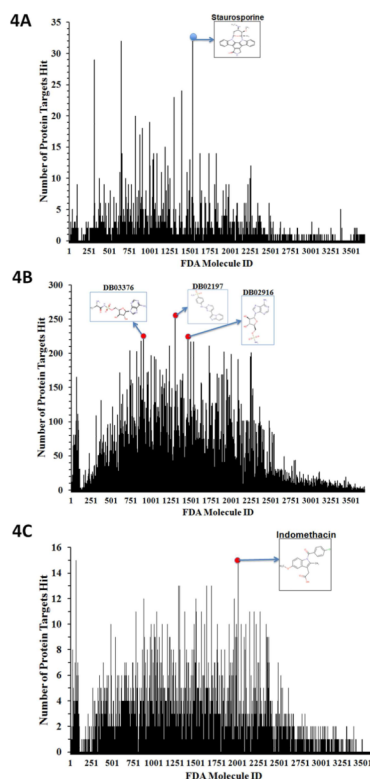 4A
Staurosporine
Number of Protein Targets Hit
35
30
25
20
15
10
5
0
1 251 501 751 1001 1251 1501 1751 2001 2251 2501 2751 3001 3251 3501
FDA Molecule ID
4B
DB03376 DB02197 DB02916
Number of Protein Targets Hit
300
250
200
150
100
50
0
1 251 501 751 1001 1251 1501 1751 2001 2251 2501 2751 3001 3251 3501
FDA Molecule ID
4C
Indomethacin
Number of Protein Targets Hit
16
14
12
10
8
6
4
2
0
1 251 501 751 1001 1251 1501 1751 2001 2251 2501 2751 3001 3251 3501
FDA Molecule ID